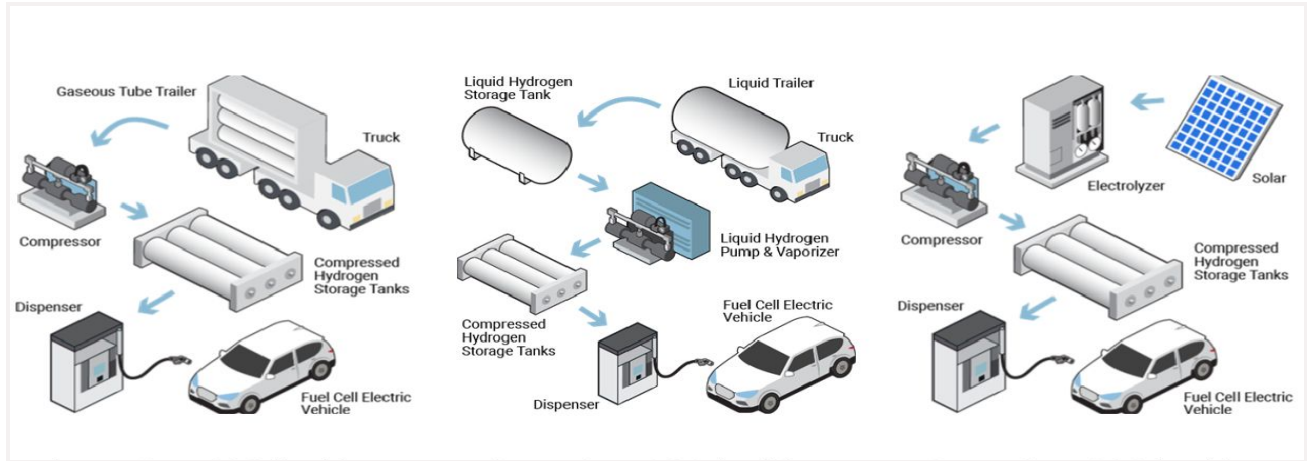 Gaseous Tube Trailer
Truck
Compressor
Compressed
Hydrogen
Storage Tanks
Dispenser
Fuel Cell Electric
Vehicle
Liquid Hydrogen
Storage Tank
Liquid Trailer
Truck
Liquid Hydrogen
Pump & Vaporizer
Compressed
Hydrogen
Storage Tanks
Fuel Cell Electric
Vehicle
Dispenser
Electrolyzer
Solar
Compressor
Compressed
Hydrogen
Storage Tanks
Dispenser
Fuel Cell Electric
Vehicle